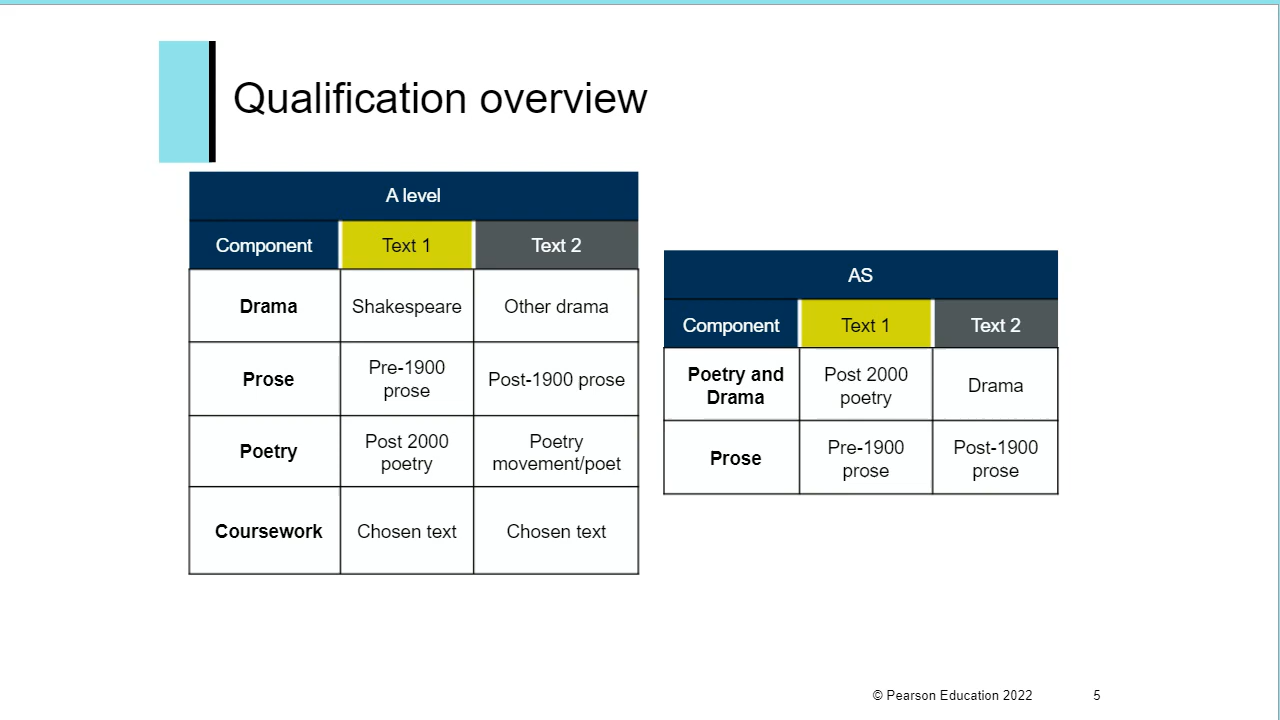 Qualification overview
A level
Component Text 1 Text 2
Drama Shakespeare Other drama
Prose Pre-1900 prose Post-1900 prose
Poetry Post 2000 poetry Poetry movement/poet
Coursework Chosen text Chosen text
AS
Component Text 1 Text 2
Poetry and Drama Post 2000 poetry Drama
Prose Pre-1900 prose Post-1900 prose
© Pearson Education 2022 5